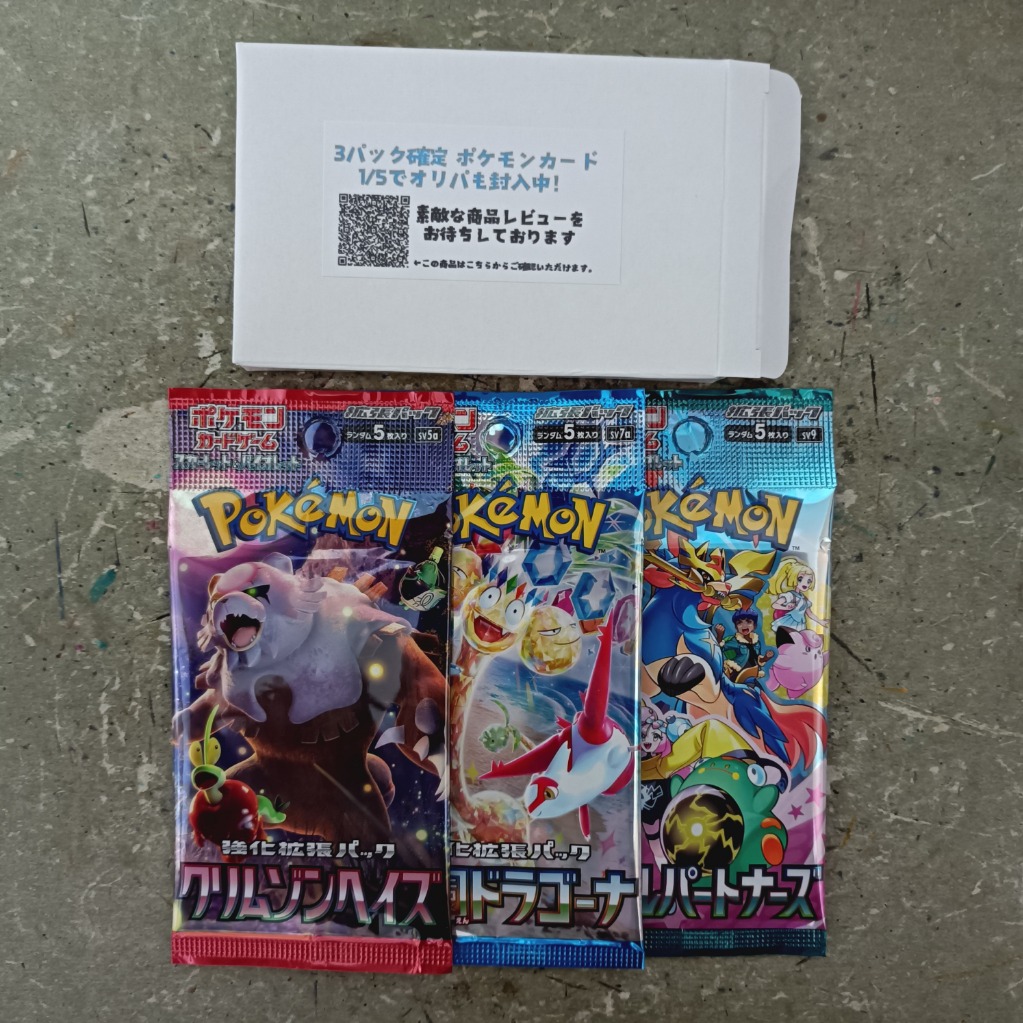 3パック確定 ポケモンカード
1/5でオリパも封入中!
素敵な商品レビューを
お待ちしております
←この商品はこちらからご確認いただけます。
ポケモン
カードゲーム
拡張パック
ランダム5枚入り SV5a
POKÉMON
強化拡張パック
クリムゾンヘイズ
ム
拡張パック
ランダム5枚入り SV7a
KÉMON
化拡張パック
ドラゴーナ
えん
ム
拡張パック
ランダム5枚入り SV9
KÉMON
TM
パートナーズ